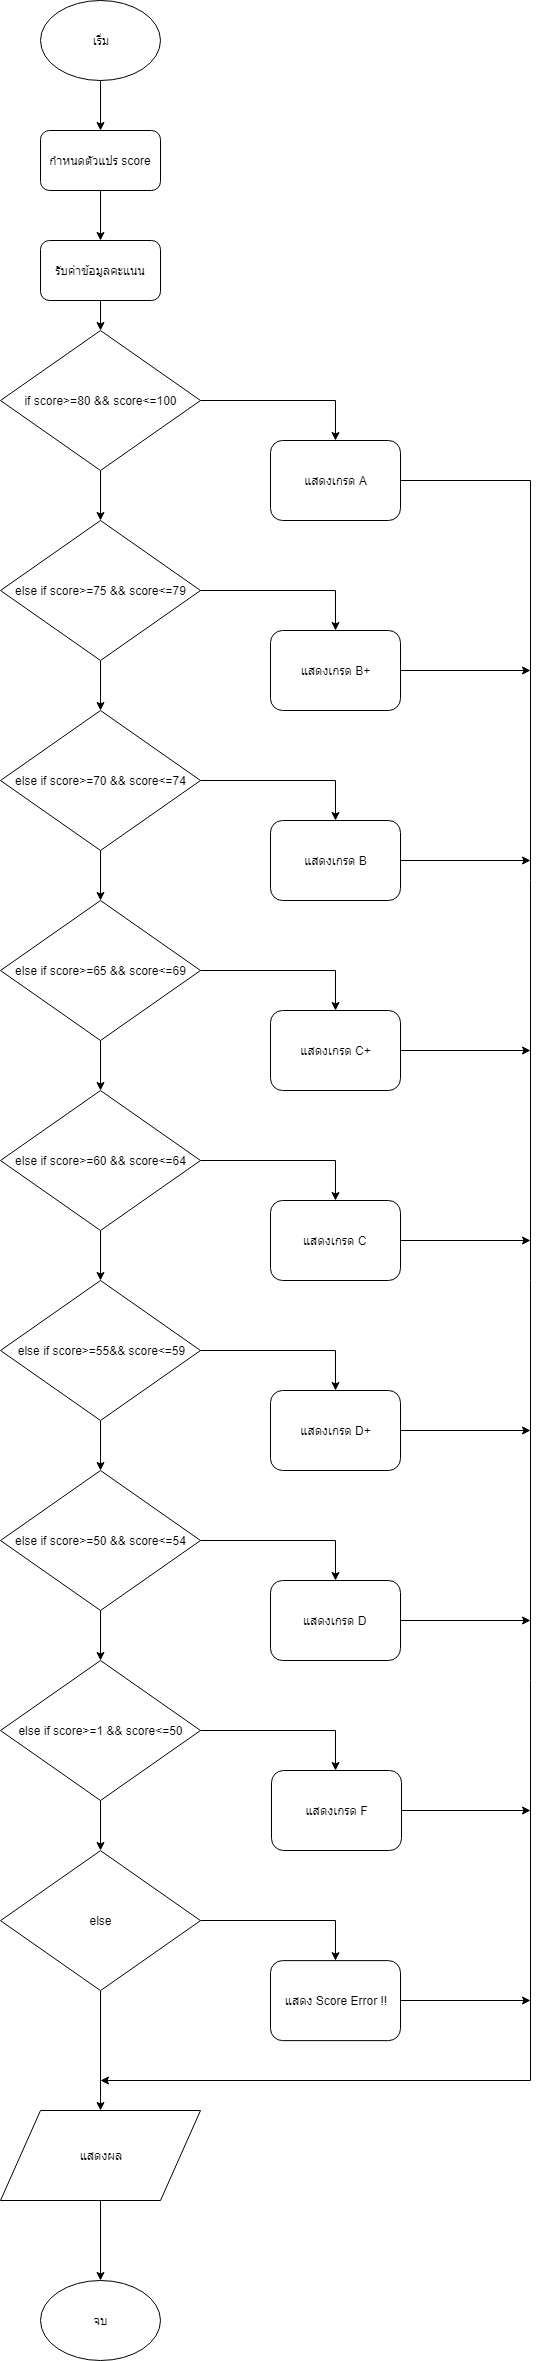 เริ่ม
กำหนดตัวแปร score
รับค่าข้อมูลคะแนน
if score>=80 && score<=100
แสดงเกรด A
else if score>=75 && score<=79
แสดงเกรด B+
else if score>=70 && score<=74
แสดงเกรด B
else if score>=65 && score<=69
แสดงเกรด C+
else if score>=60 && score<=64
แสดงเกรด C
else if score>=55&& score<=59
แสดงเกรด D+
else if score>=50 && score<=54
แสดงเกรด D
else if score>=1 && score<=50
แสดงเกรด F
else
แสดง Score Error !!
แสดงผล
จบ